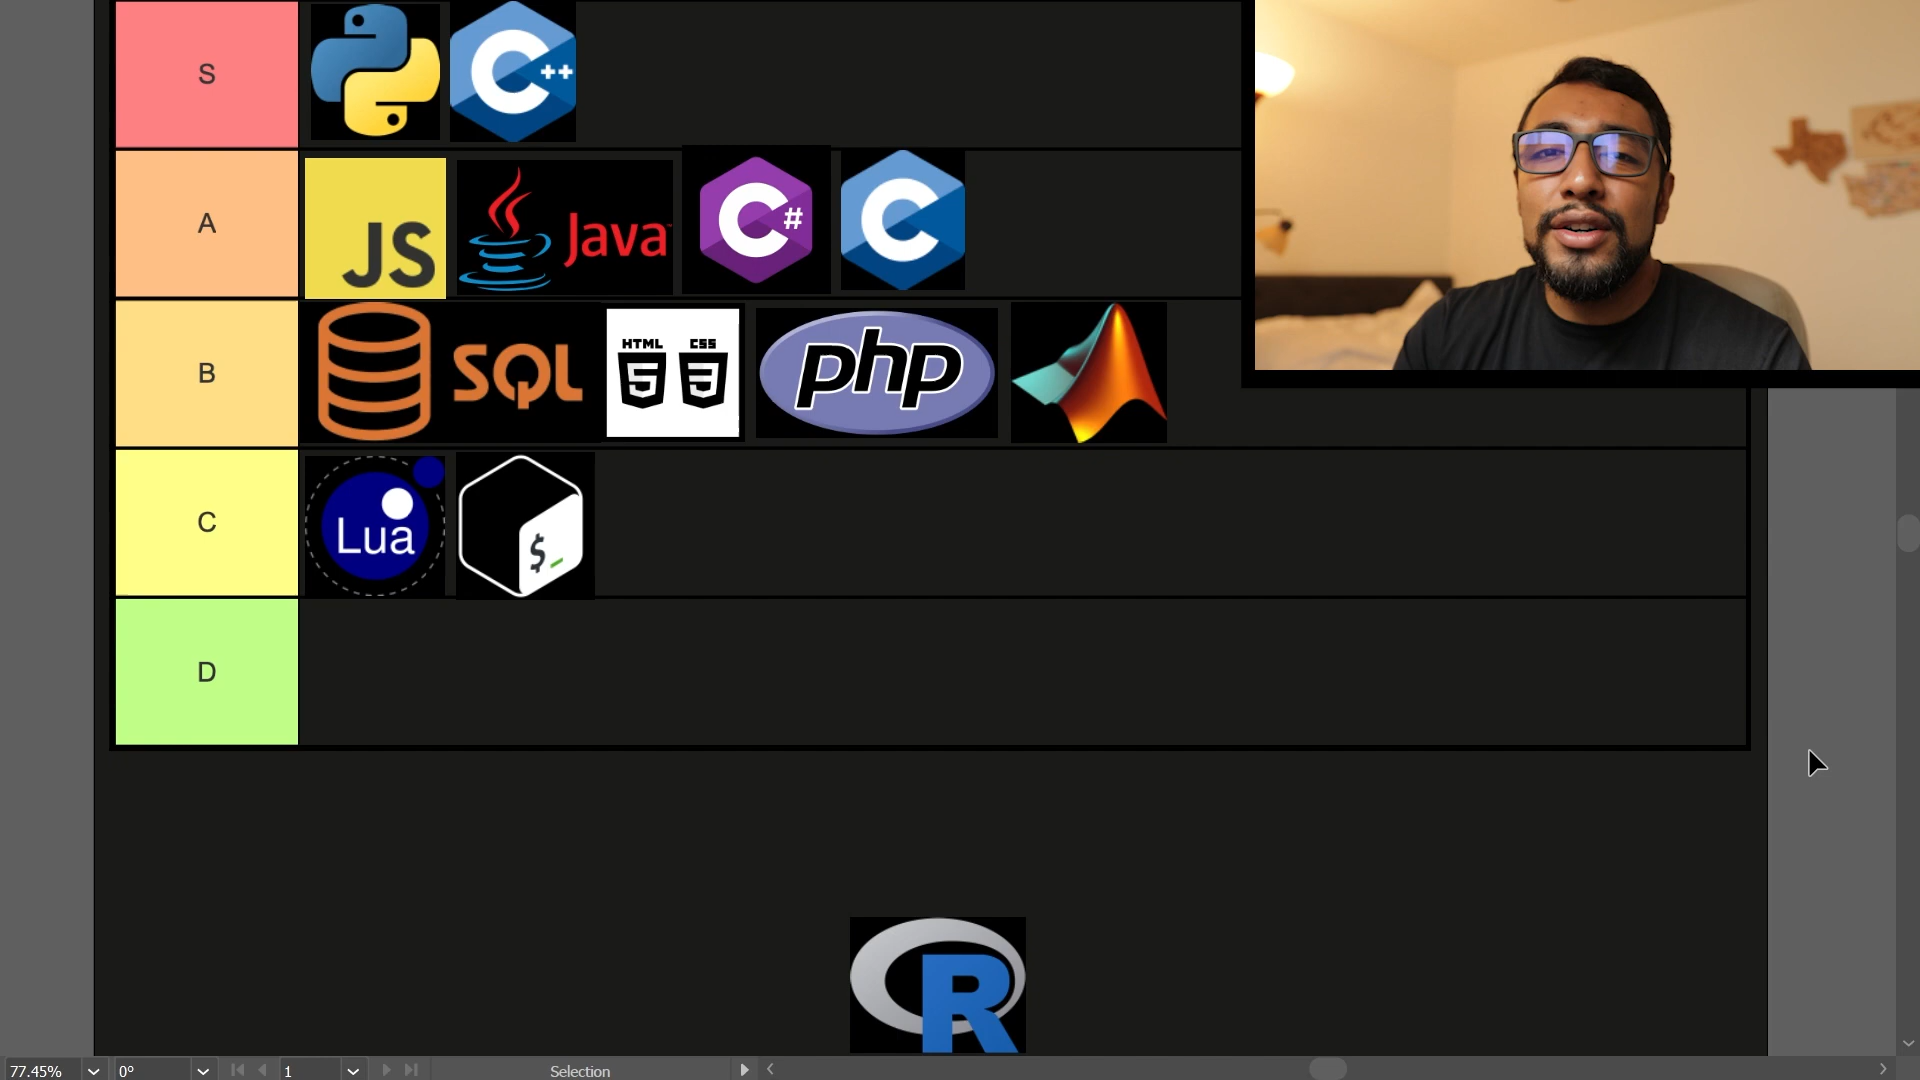 S
C++
A
JS
Java
C#
C
B
SQL
HTML CSS
5 3
php
C
Lua
$_
D
R
77.45% 0° 1 Selection